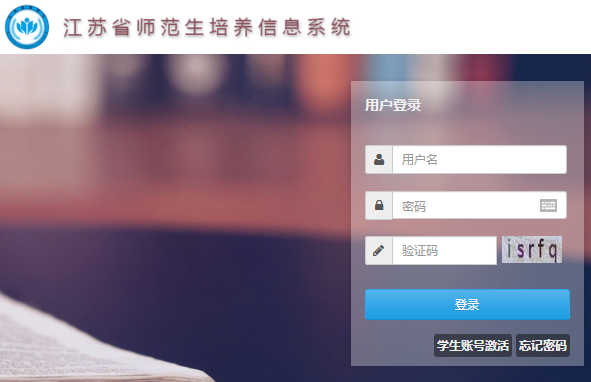 江苏省师范生培养信息系统
用户登录
用户名
密码
验证码 isrfq
登录
学生账号激活 忘记密码